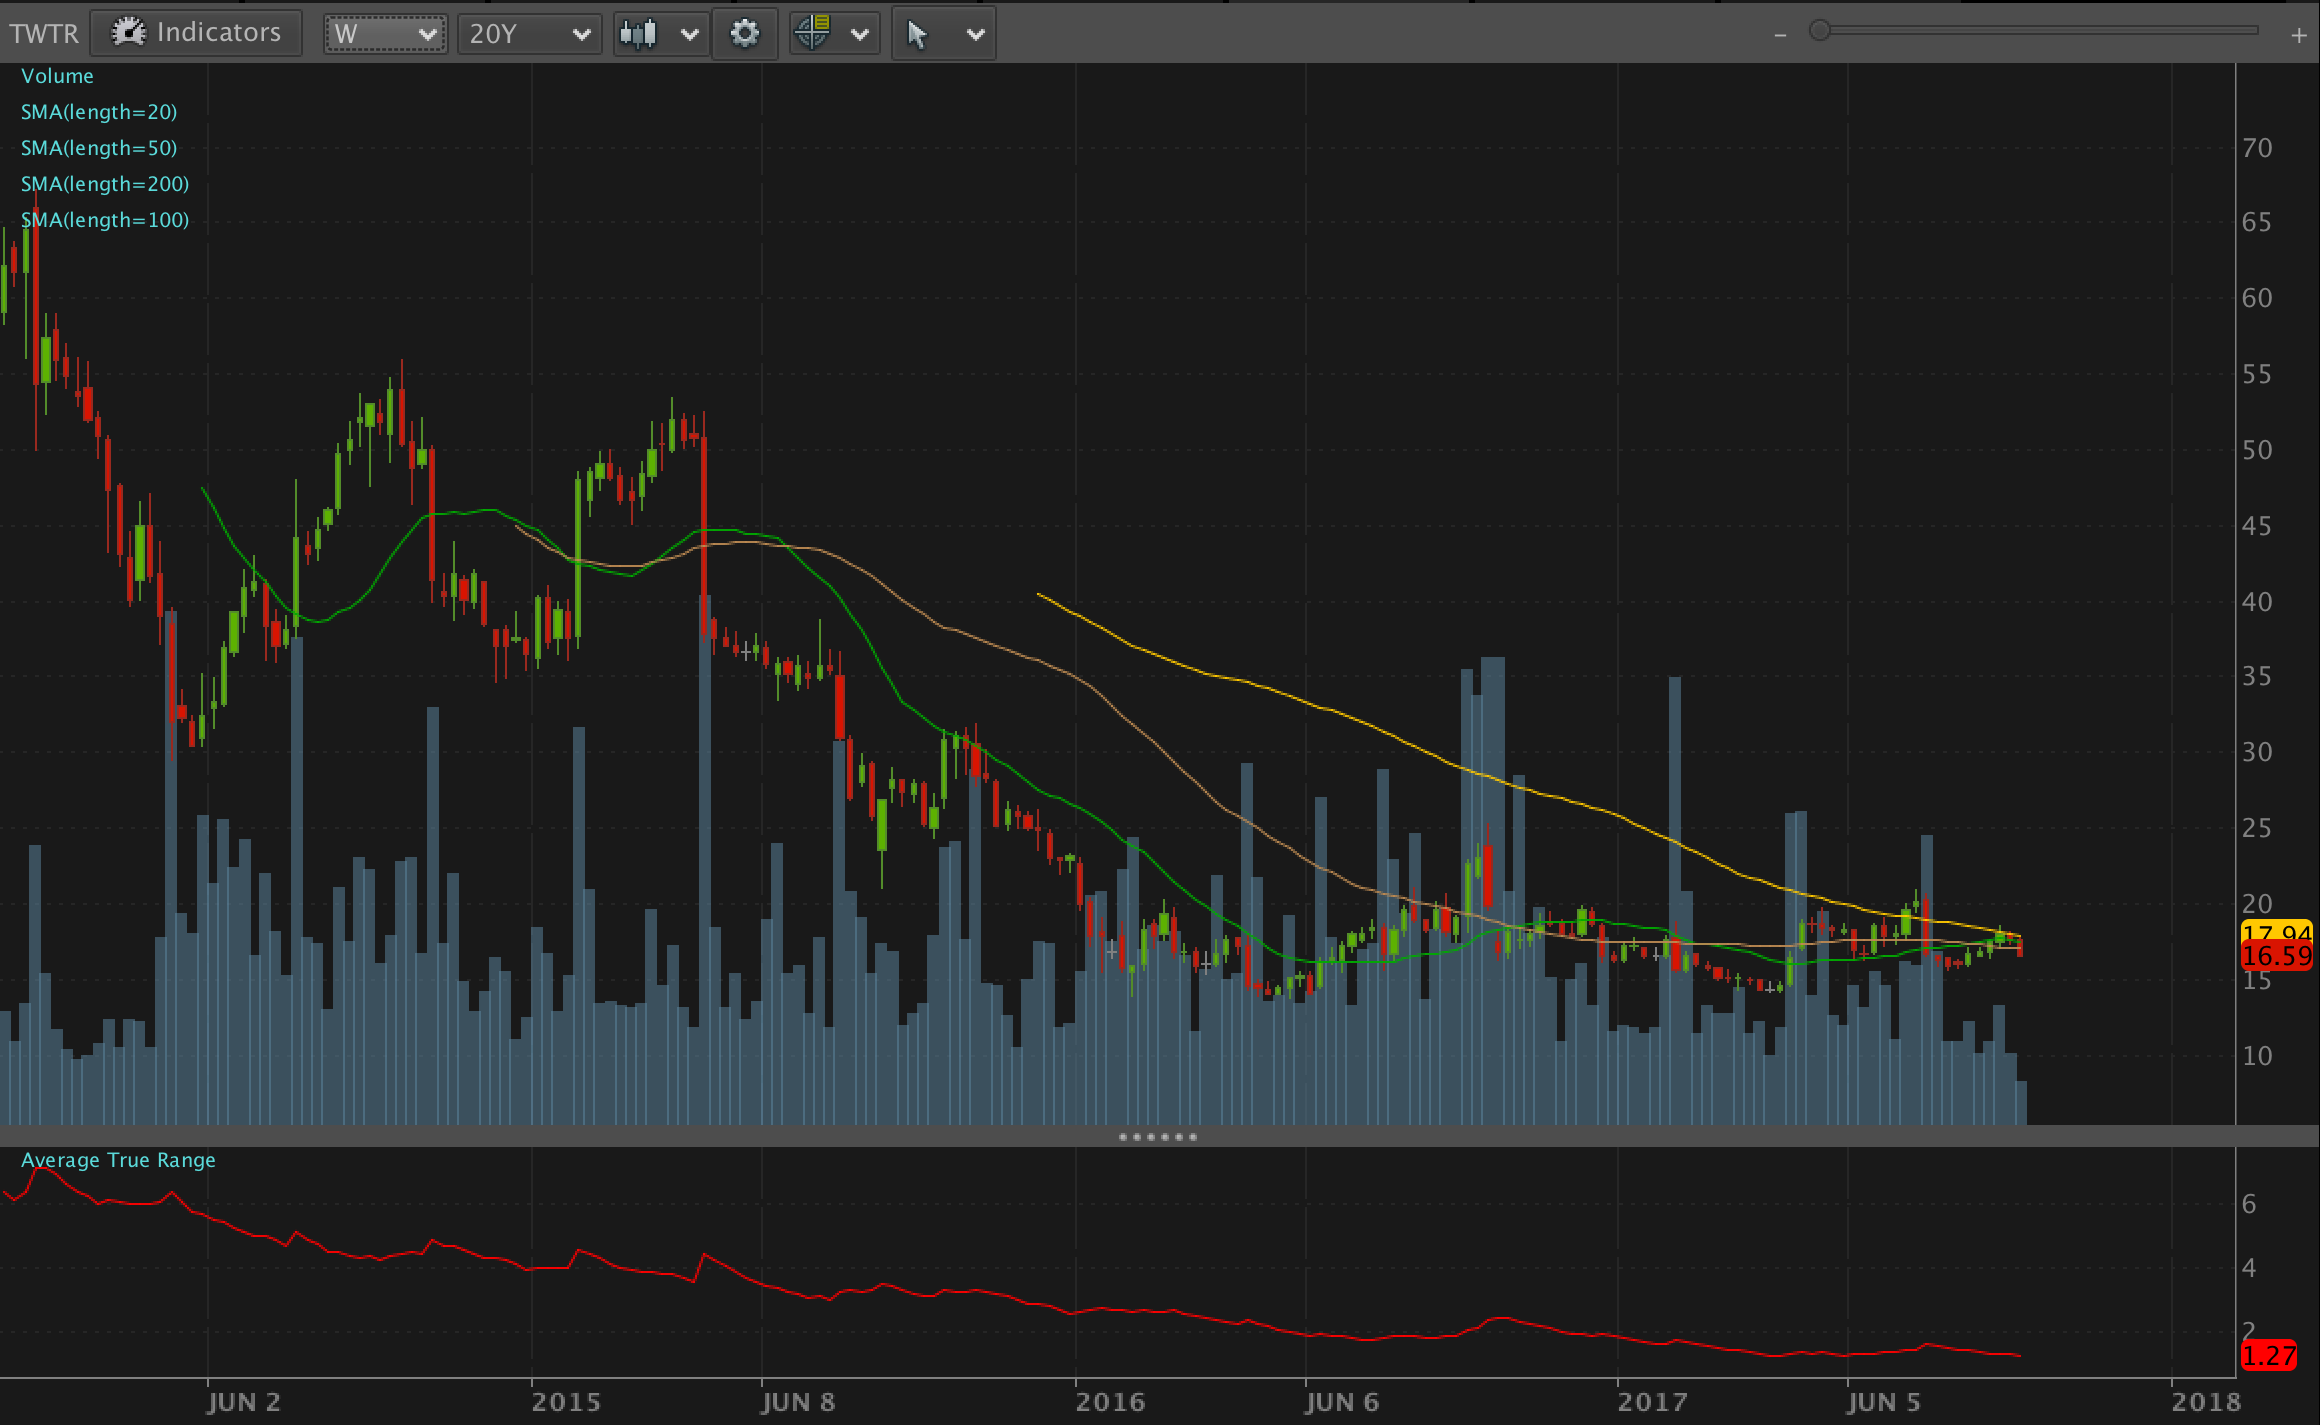 TWTR Indicators W 20Y - +
Volume
SMA(length=20)
SMA(length=50)
SMA(length=200)
SMA(length=100)
70
65
60
55
50
45
40
35
30
25
20
17.94
16.59
15
10
Average True Range
6
4
2
1.27
JUN 2 2015 JUN 8 2016 JUN 6 2017 JUN 5 2018